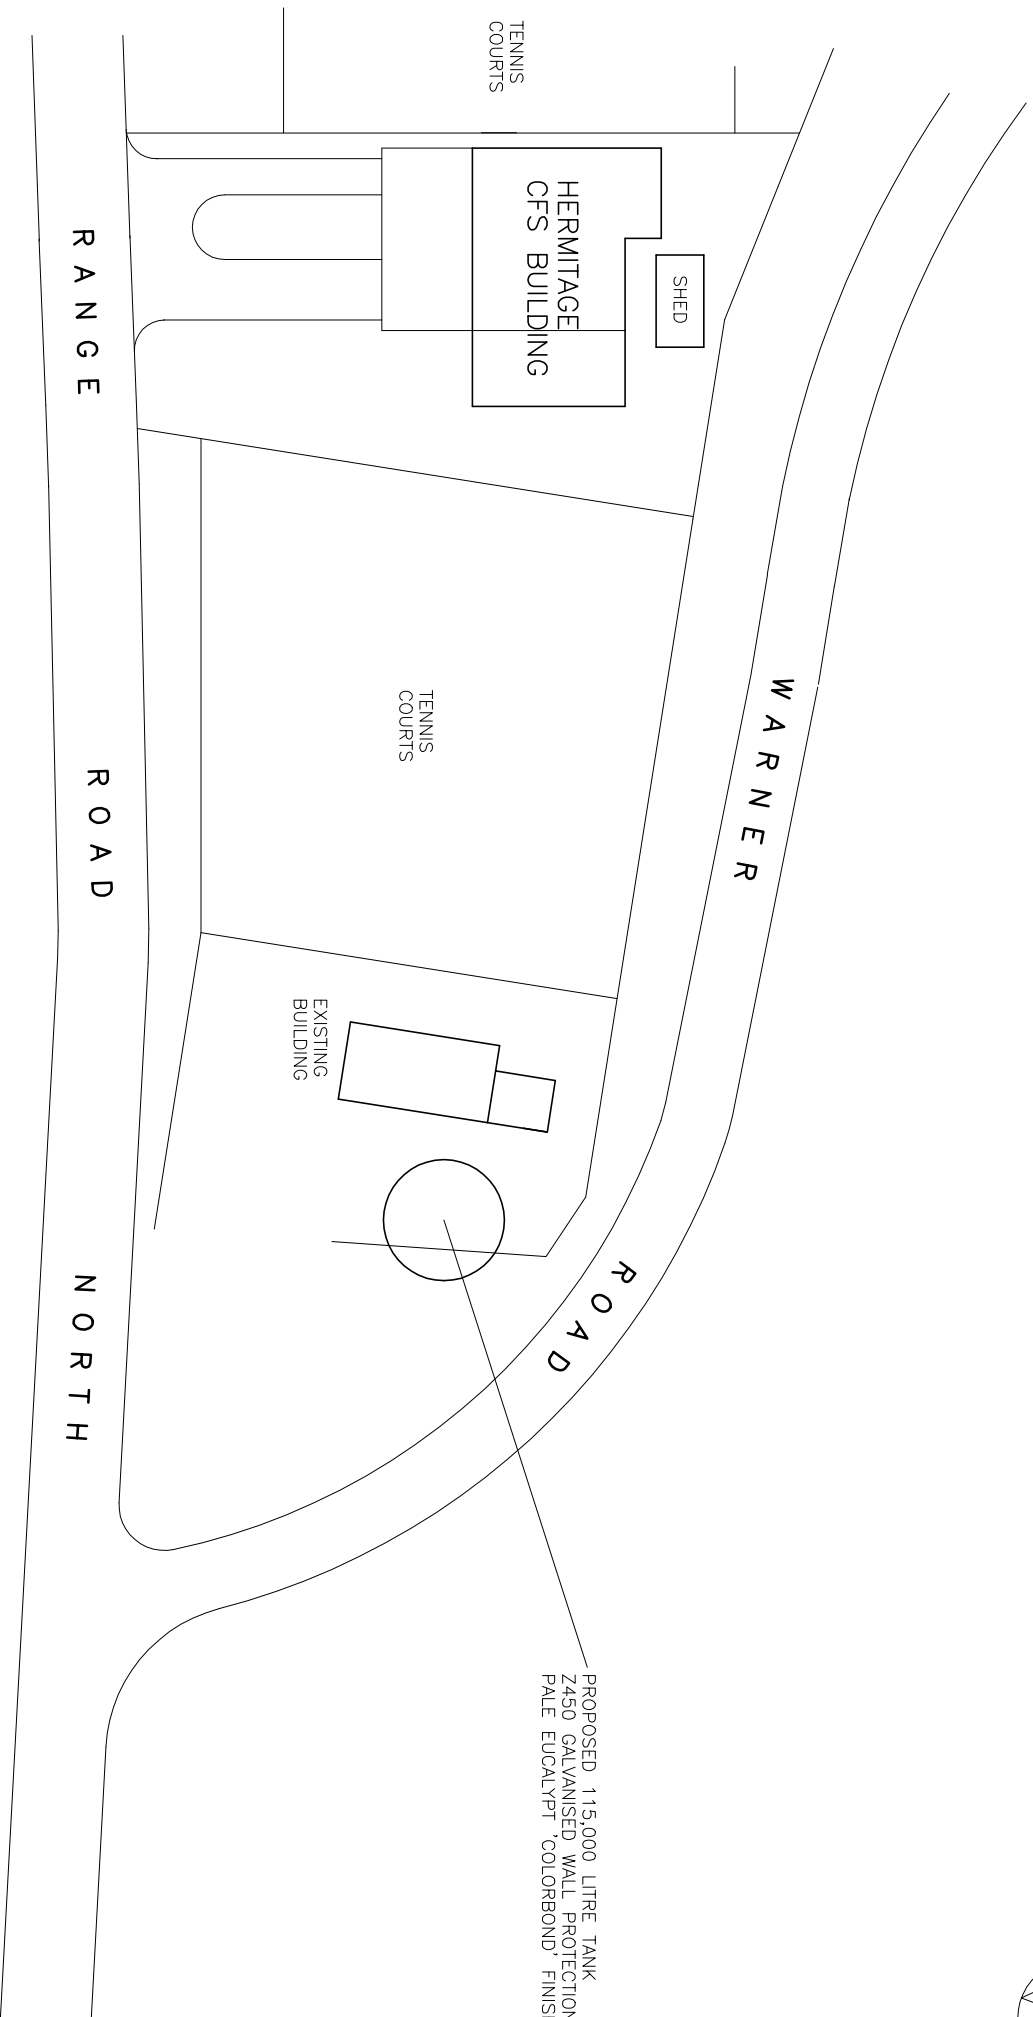 TENNIS
COURTS
HERMITAGE
CFS BUILDING
SHED
RANGE ROAD NORTH
TENNIS
COURTS
WARNER ROAD
EXISTING
BUILDING
PROPOSED 115,000 LITRE TANK
Z450 GALVANISED WALL PROTECTION
PALE EUCALYPT 'COLORBOND' FINIS